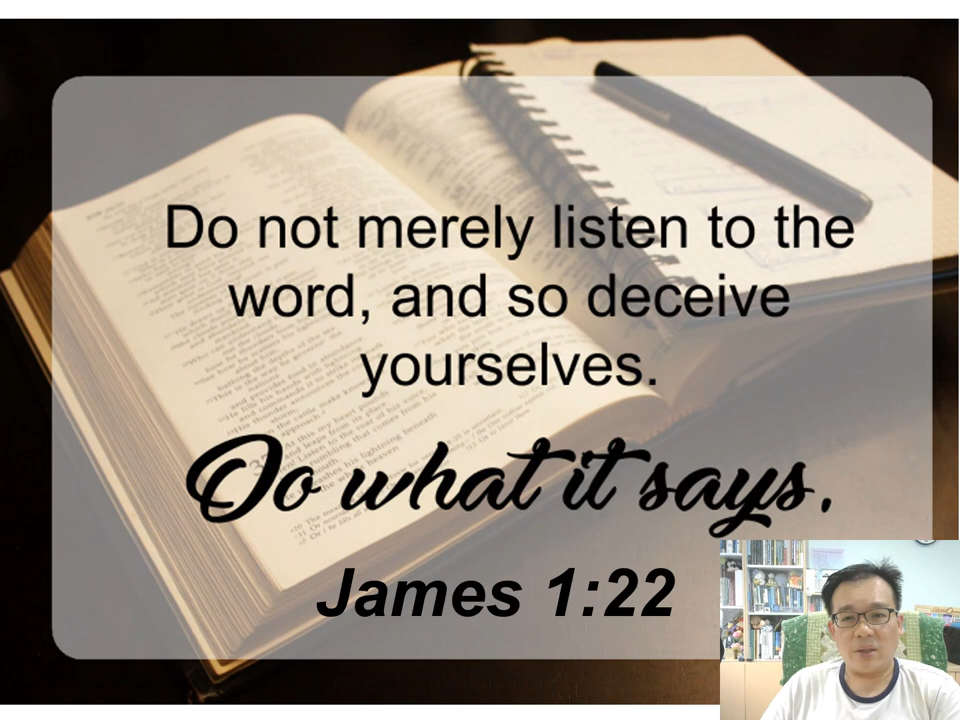 Do not merely listen to the
word, and so deceive
yourselves.
Do what it says.
James 1:22